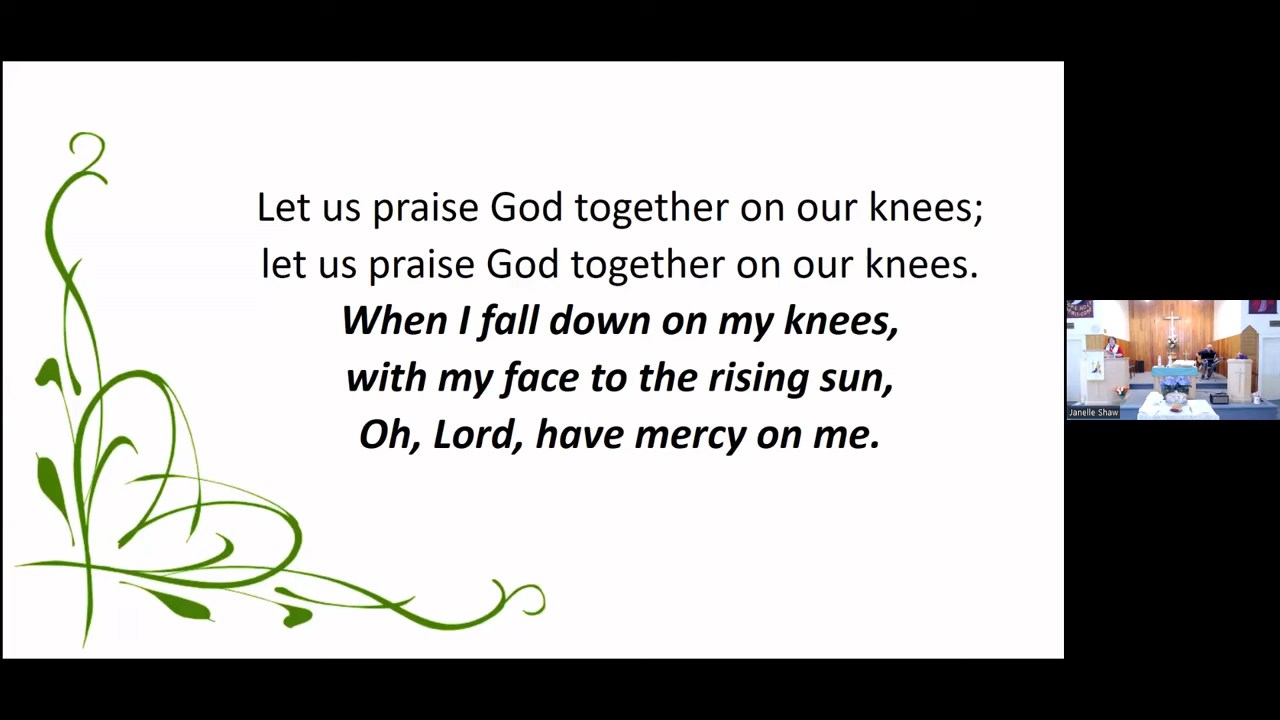 Let us praise God together on our knees;
let us praise God together on our knees.
When I fall down on my knees,
with my face to the rising sun,
Oh, Lord, have mercy on me.
Janelle Shaw